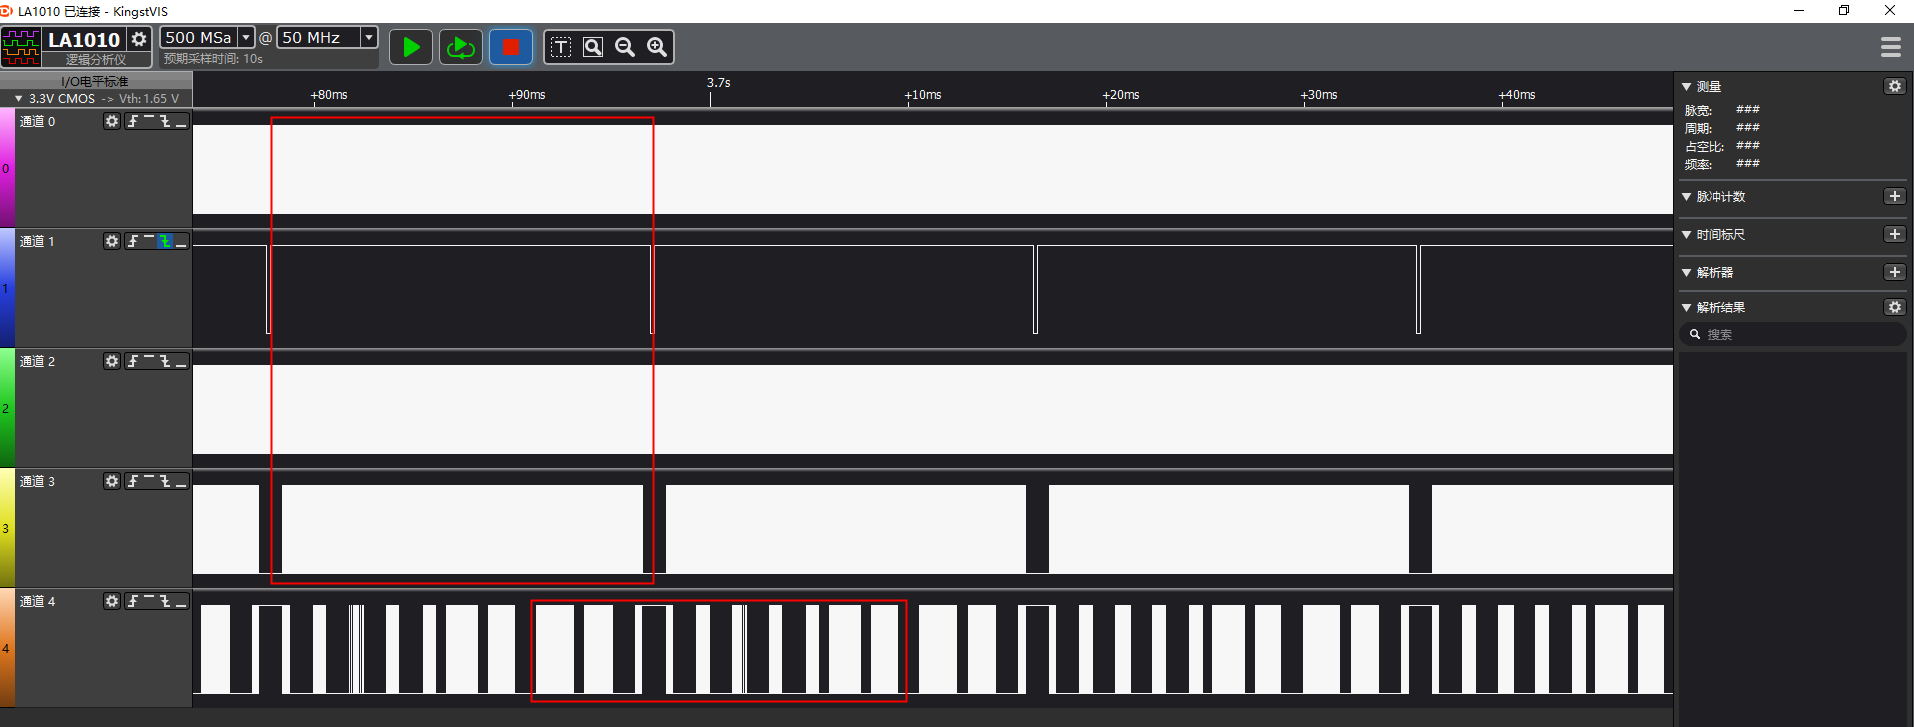 LA1010 已连接 - KingstVIS
LA1010
逻辑分析仪
500 MSa @ 50 MHz
预期采样时间: 10s
I/O电平标准
3.3V CMOS -> Vth: 1.65 V
+80ms +90ms 3.7s +10ms +20ms +30ms +40ms
通道 0
0
通道 1
1
通道 2
2
通道 3
3
通道 4
4
测量
脉宽: ###
周期: ###
占空比: ###
频率: ###
脉冲计数
时间标尺
解析器
解析结果
搜索